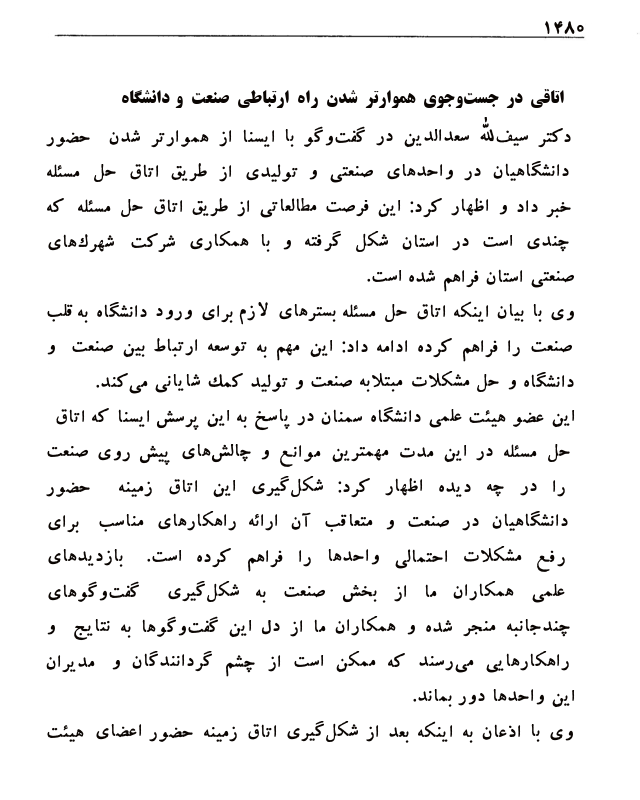 ۱۴۸۰
اتاقی در جست‌وجوی هموارتر شدن راه ارتباطی صنعت و دانشگاه
دکتر سیف‌لله سعدالدین در گفت‌وگو با ایسنا از هموارتر شدن حضور
دانشگاهیان در واحدهای صنعتی و تولیدی از طریق اتاق حل مسئله
خبر داد و اظهار کرد: این فرصت مطالعاتی از طریق اتاق حل مسئله که
چندی است در استان شکل گرفته و با همکاری شرکت شهرك‌های
صنعتی استان فراهم شده است.
وی با بیان اینکه اتاق حل مسئله بسترهای لازم برای ورود دانشگاه به قلب
صنعت را فراهم کرده ادامه داد: این مهم به توسعه ارتباط بین صنعت و
دانشگاه و حل مشکلات مبتلابه صنعت و تولید کمك شایانی می‌کند.
این عضو هیئت علمی دانشگاه سمنان در پاسخ به این پرسش ایسنا که اتاق
حل مسئله در این مدت مهمترین موانع و چالش‌های پیش روی صنعت
را در چه دیده اظهار کرد: شکل‌گیری این اتاق زمینه حضور
دانشگاهیان در صنعت و متعاقب آن ارائه راهکارهای مناسب برای
رفع مشکلات احتمالی واحدها را فراهم کرده است. بازدیدهای
علمی همکاران ما از بخش صنعت به شکل‌گیری گفت‌وگوهای
چندجانبه منجر شده و همکاران ما از دل این گفت‌وگوها به نتایج و
راهکارهایی می‌رسند که ممکن است از چشم گردانندگان و مدیران
این واحدها دور بماند.
وی با اذعان به اینکه بعد از شکل‌گیری اتاق زمینه حضور اعضای هیئت